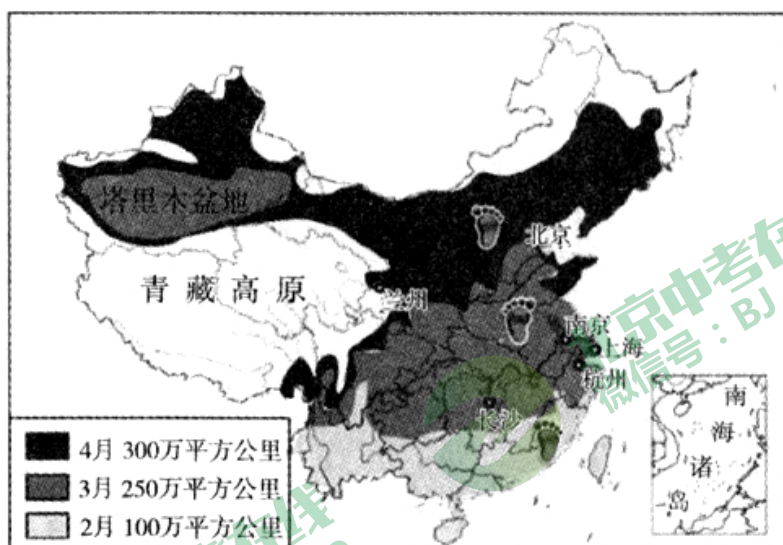 塔里木盆地
北京
青藏高原
兰州
南京
上海
杭州
长沙
南
海
诸
岛
4月 300万平方公里
3月 250万平方公里
2月 100万平方公里
京中考在
微信号:BJ
在线